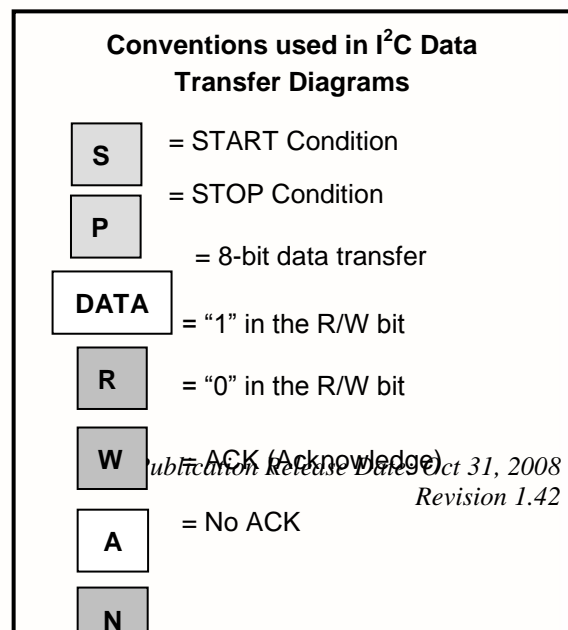 Conventions used in I2C Data
Transfer Diagrams
S = START Condition
= STOP Condition
P
= 8-bit data transfer
DATA
= “1” in the R/W bit
R = “0” in the R/W bit
W = ACK (Acknowledge)
Publication Release Date: Oct 31, 2008
Revision 1.42
= No ACK
A
N